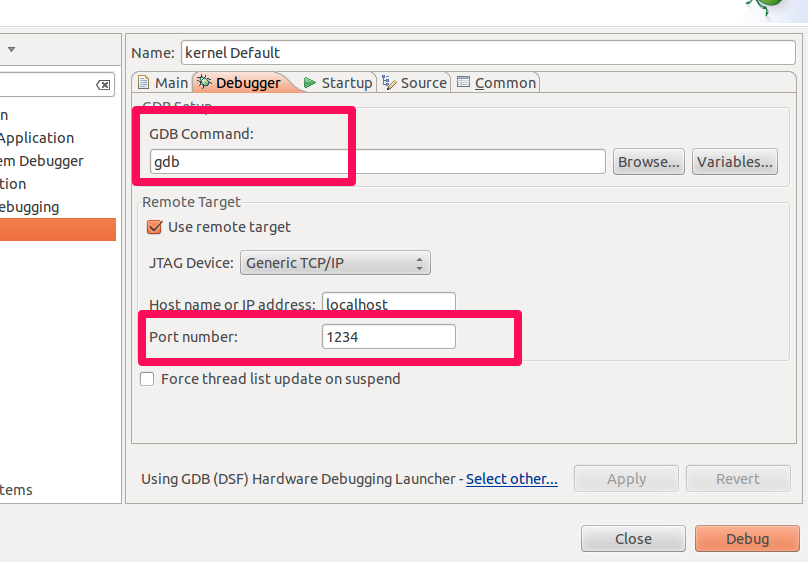 Name: kernel Default
Main Debugger Startup Source Common
n
GDB Setup
Application
GDB Command:
em Debugger
gdb Browse... Variables...
tion
ebugging
Remote Target
Use remote target
JTAG Device: Generic TCP/IP
Host name or IP address: localhost
Port number: 1234
Force thread list update on suspend
tems
Using GDB (DSF) Hardware Debugging Launcher - Select other... Apply Revert
Close Debug